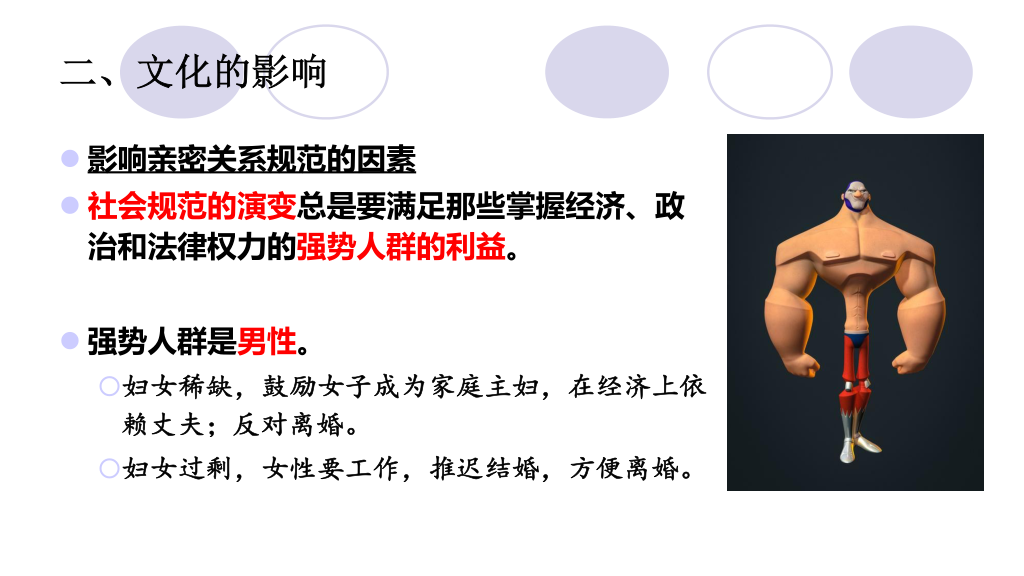 二、文化的影响
影响亲密关系规范的因素
社会规范的演变总是要满足那些掌握经济、政
治和法律权力的强势人群的利益。
强势人群是男性。
妇女稀缺，鼓励女子成为家庭主妇，在经济上依
赖丈夫；反对离婚。
妇女过剩，女性要工作，推迟结婚，方便离婚。